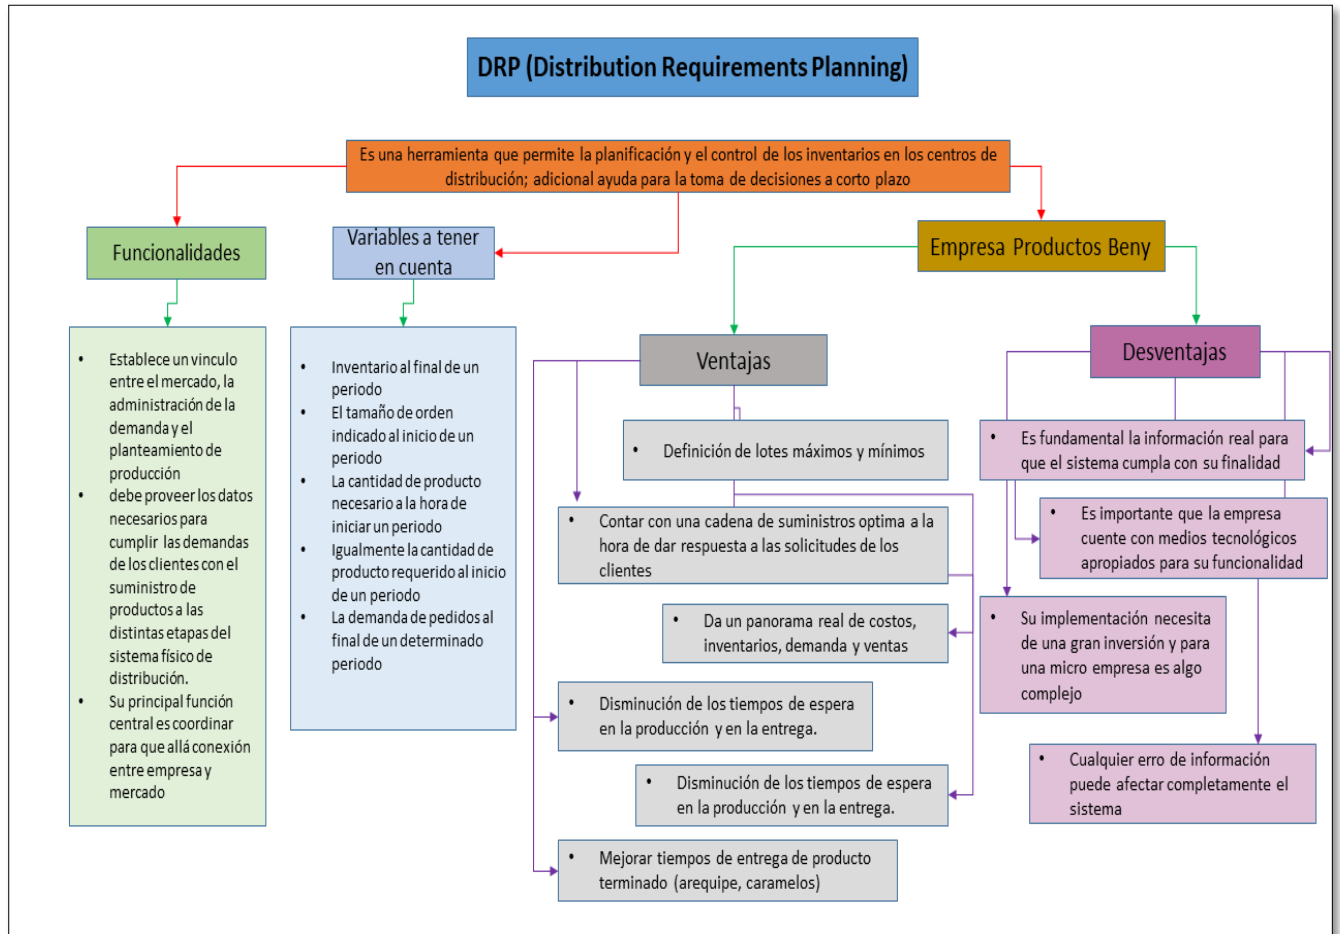 DRP (Distribution Requirements Planning)
Es una herramienta que permite la planificación y el control de los inventarios en los centros de
distribución; adicional ayuda para la toma de decisiones a corto plazo
Funcionalidades
• Establece un vinculo
entre el mercado, la
administración de la
demanda y el
planteamiento de
producción
• debe proveer los datos
necesarios para
cumplir las demandas
de los clientes con el
suministro de
productos a las
distintas etapas del
sistema físico de
distribución.
• Su principal función
central es coordinar
para que allá conexión
entre empresa y
mercado
Variables a tener
en cuenta
• Inventario al final de un
periodo
• El tamaño de orden
indicado al inicio de un
periodo
• La cantidad de producto
necesario a la hora de
iniciar un periodo
• Igualmente la cantidad de
producto requerido al inicio
de un periodo
• La demanda de pedidos al
final de un determinado
periodo
Empresa Productos Beny
Ventajas
• Definición de lotes máximos y mínimos
• Contar con una cadena de suministros optima a la
hora de dar respuesta a las solicitudes de los
clientes
• Da un panorama real de costos,
inventarios, demanda y ventas
• Disminución de los tiempos de espera
en la producción y en la entrega.
• Disminución de los tiempos de espera
en la producción y en la entrega.
• Mejorar tiempos de entrega de producto
terminado (arequipe, caramelos)
Desventajas
• Es fundamental la información real para
que el sistema cumpla con su finalidad
• Es importante que la empresa
cuente con medios tecnológicos
apropiados para su funcionalidad
• Su implementación necesita
de una gran inversión y para
una micro empresa es algo
complejo
• Cualquier erro de información
puede afectar completamente el
sistema